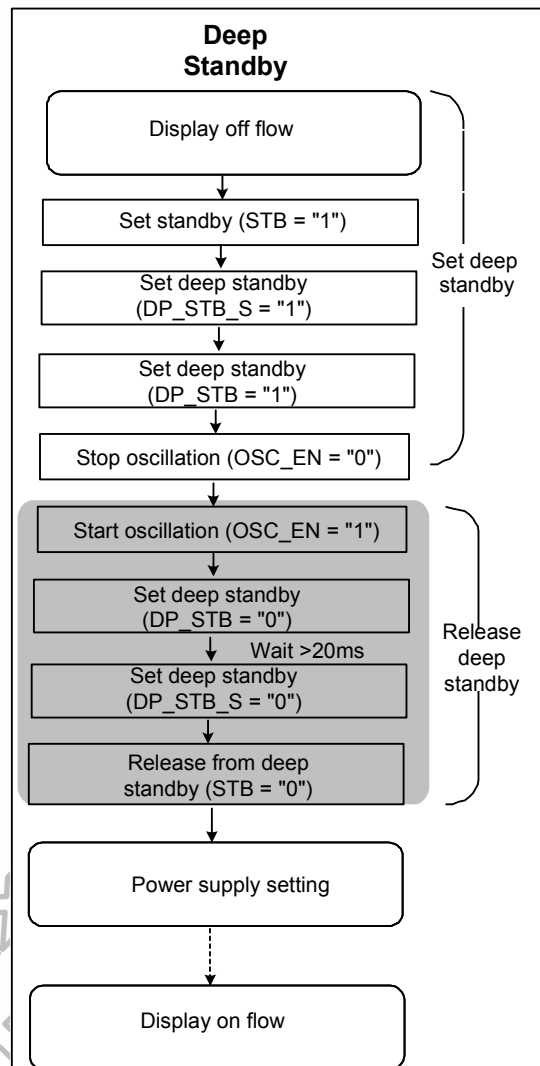 Deep
Standby
Display off flow
Set standby (STB = "1")
Set deep standby
(DP_STB_S = "1")
Set deep standby
(DP_STB = "1")
Stop oscillation (OSC_EN = "0")
Set deep
standby
Start oscillation (OSC_EN = "1")
Set deep standby
(DP_STB = "0")
Wait >20ms
Set deep standby
(DP_STB_S = "0")
Release from deep
standby (STB = "0")
Release
deep
standby
Power supply setting
Display on flow